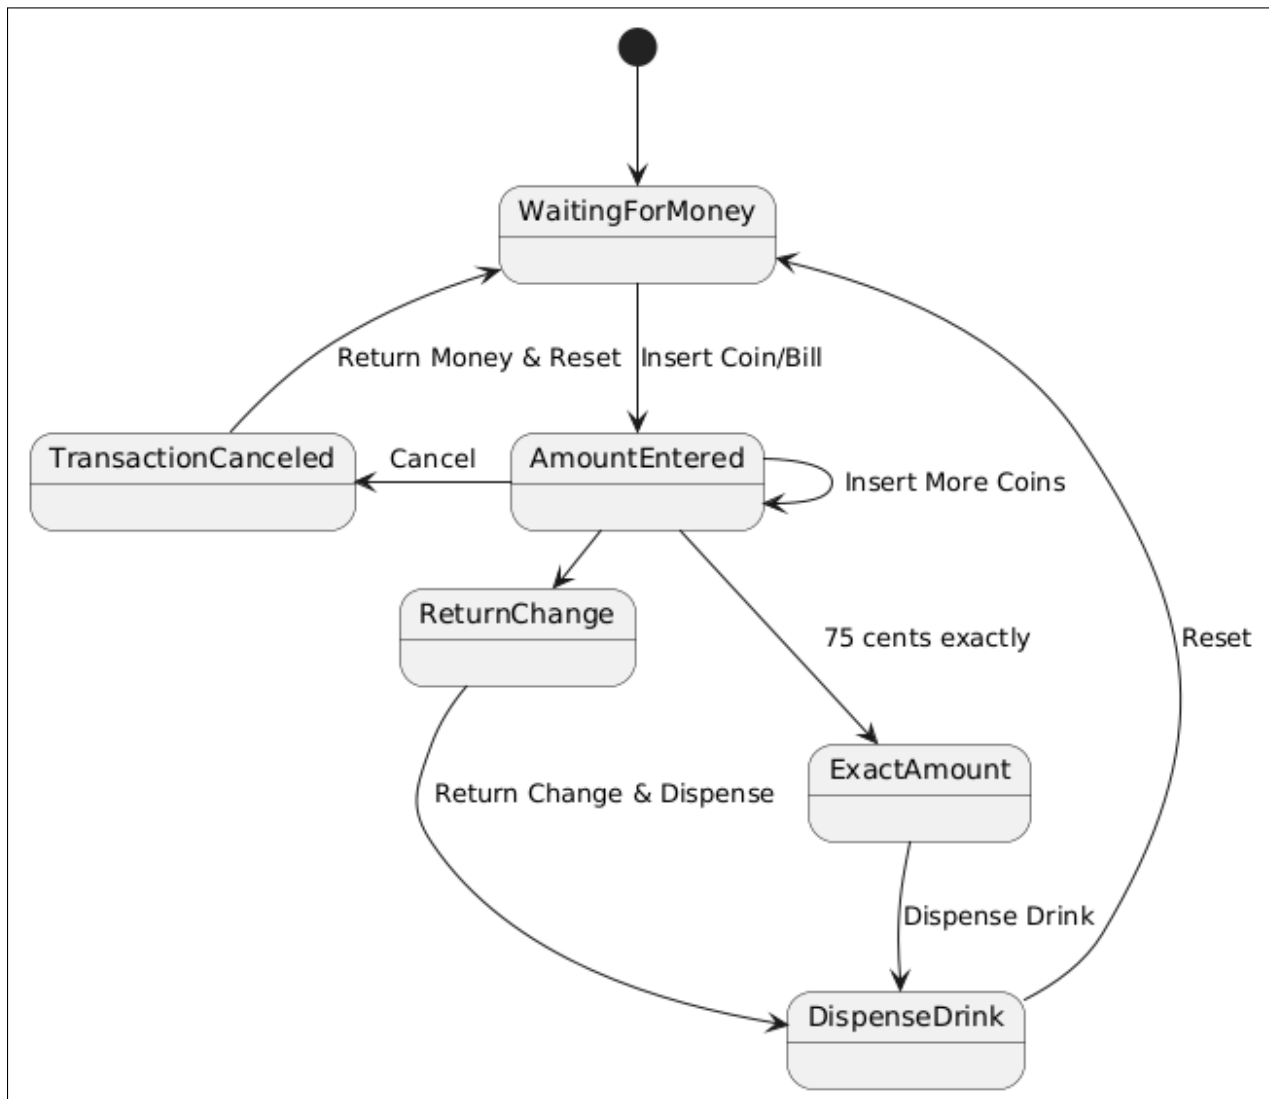 WaitingForMoney
Return Money & Reset
Insert Coin/Bill
TransactionCanceled
Cancel
AmountEntered
Insert More Coins
ReturnChange
75 cents exactly
Reset
Return Change & Dispense
ExactAmount
Dispense Drink
DispenseDrink